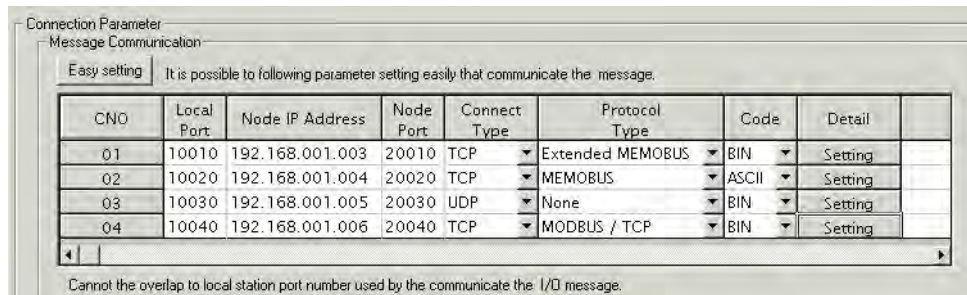 Connection Parameter
Message Communication
Easy setting It is possible to following parameter setting easily that communicate the message.
CNO Local Port Node IP Address Node Port Connect Type Protocol Type Code Detail
01 10010 192.168.001.003 20010 TCP Extended MEMOBUS BIN Setting
02 10020 192.168.001.004 20020 TCP MEMOBUS ASCII Setting
03 10030 192.168.001.005 20030 UDP None BIN Setting
04 10040 192.168.001.006 20040 TCP MODBUS / TCP BIN Setting
Cannot the overlap to local station port number used by the communicate the I/O message.